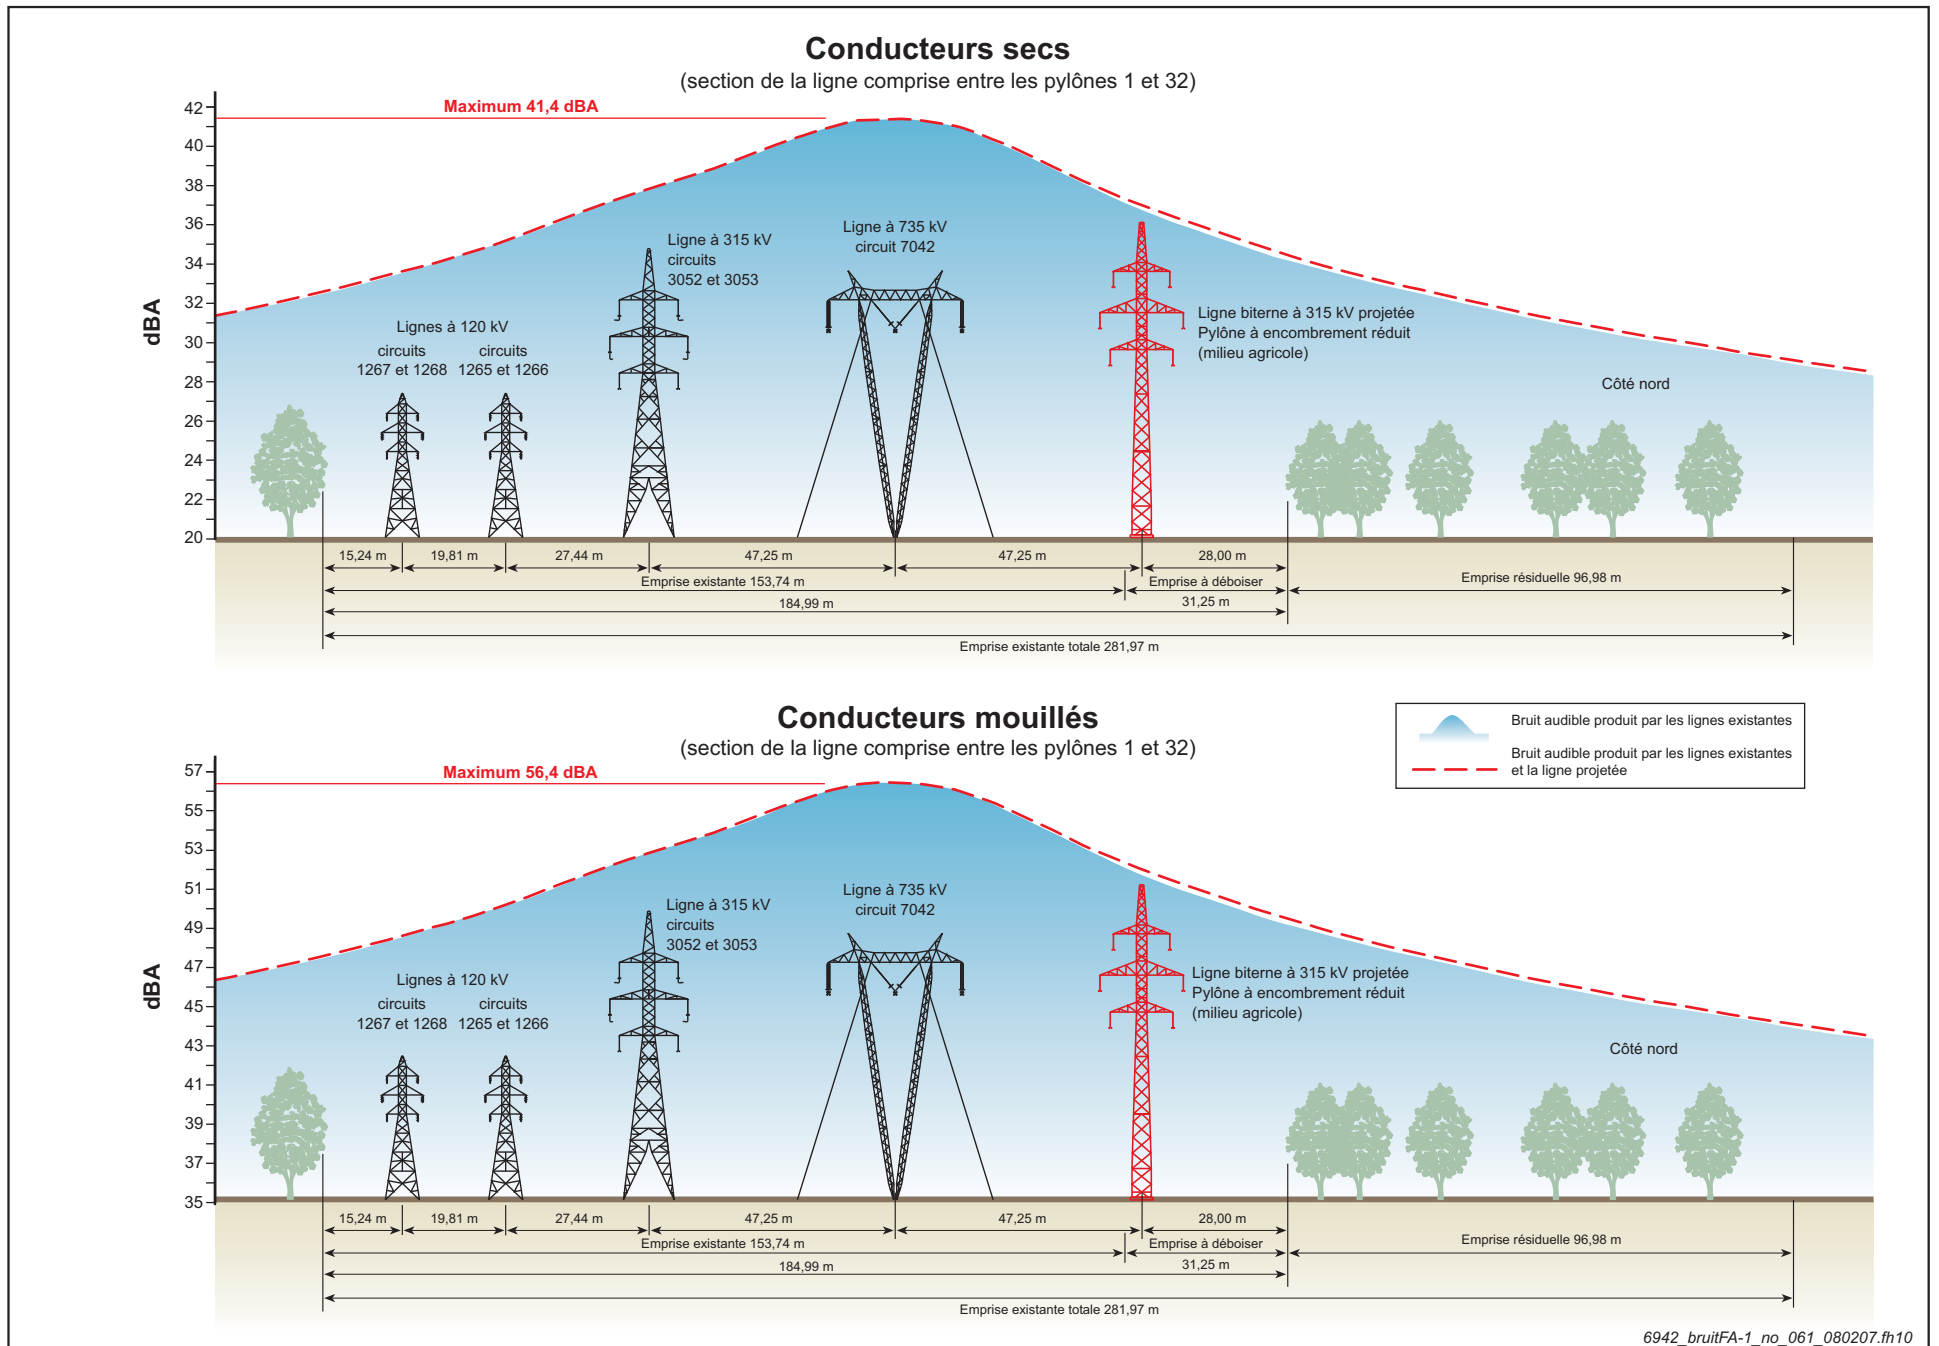 Conducteurs secs
(section de la ligne comprise entre les pylônes 1 et 32)
Maximum 41,4 dBA
42
40
38
36
34
32
30
28
26
24
22
20
dBA
Lignes à 120 kV
circuits
1267 et 1268
circuits
1265 et 1266
Ligne à 315 kV
circuits
3052 et 3053
Ligne à 735 kV
circuit 7042
Ligne biterne à 315 kV projetée
Pylône à encombrement réduit
(milieu agricole)
Côté nord
15,24 m
19,81 m
27,44 m
47,25 m
47,25 m
28,00 m
Emprise existante 153,74 m
Emprise à déboiser
31,25 m
Emprise résiduelle 96,98 m
184,99 m
Emprise existante totale 281,97 m
Conducteurs mouillés
(section de la ligne comprise entre les pylônes 1 et 32)
Bruit audible produit par les lignes existantes
Bruit audible produit par les lignes existantes
et la ligne projetée
Maximum 56,4 dBA
57
55
53
51
49
47
45
43
41
39
37
35
dBA
Lignes à 120 kV
circuits
1267 et 1268
circuits
1265 et 1266
Ligne à 315 kV
circuits
3052 et 3053
Ligne à 735 kV
circuit 7042
Ligne biterne à 315 kV projetée
Pylône à encombrement réduit
(milieu agricole)
Côté nord
15,24 m
19,81 m
27,44 m
47,25 m
47,25 m
28,00 m
Emprise existante 153,74 m
Emprise à déboiser
31,25 m
Emprise résiduelle 96,98 m
184,99 m
Emprise existante totale 281,97 m
6942_bruitFA-1_no_061_080207.fh10